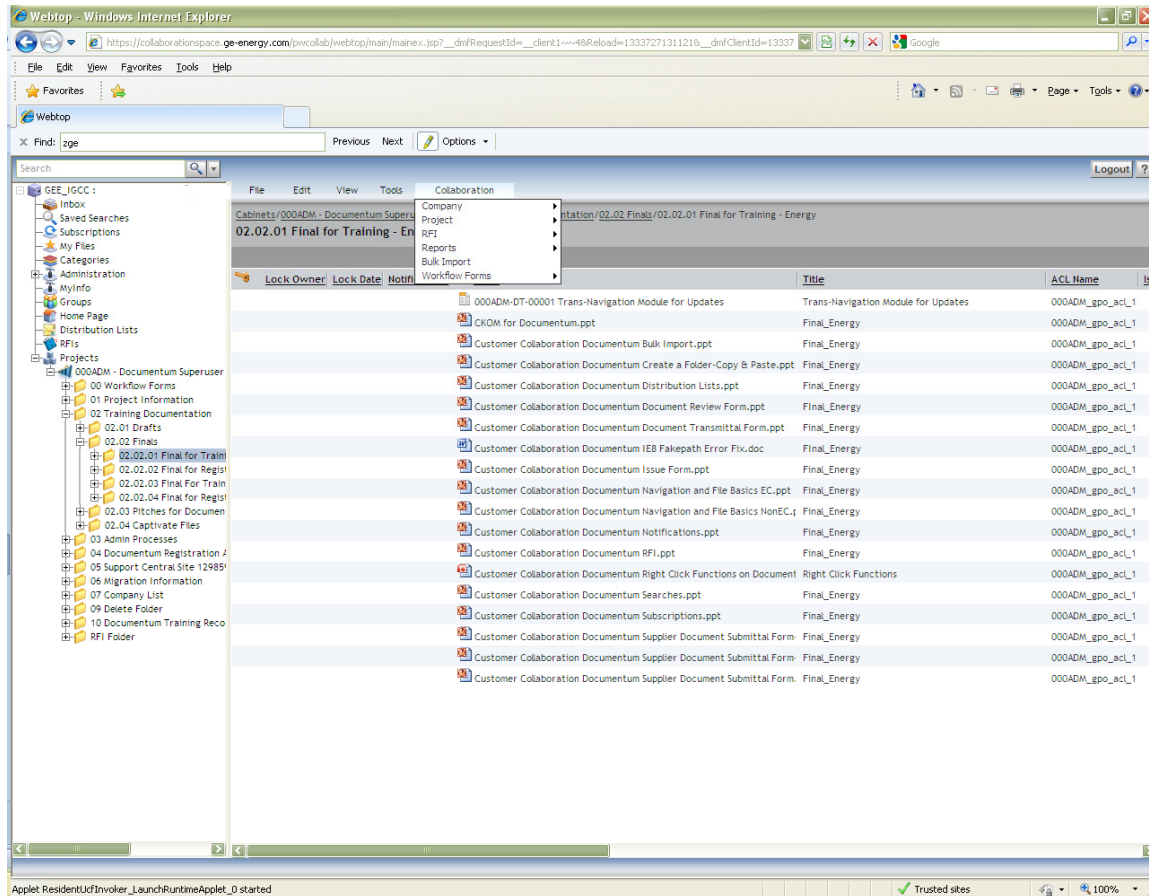 Webtop - Windows Internet Explorer
https://collaborationspace.ge-energy.com/pwcollab/webtop/main/mainex.jsp?__dmfRequestId=__client1~~48&Reload=1333727131121&__dmfClientId=13337
Google
File Edit View Favorites Tools Help
Favorites
Page Tools
Webtop
Find: zge Previous Next Options
Search
Logout ?
GEE_IGCC :
Inbox
Saved Searches
Subscriptions
My Files
Categories
Administration
MyInfo
Groups
Home Page
Distribution Lists
RFIs
Projects
000ADM - Documentum Superuser
00 Workflow Forms
01 Project Information
02 Training Documentation
02.01 Drafts
02.02 Finals
02.02.01 Final for Traini
02.02.02 Final for Regist
02.02.03 Final For Train
02.02.04 Final for Regist
02.03 Pitches for Documen
02.04 Captivate Files
03 Admin Processes
04 Documentum Registration A
05 Support Central Site 12985
06 Migration Information
07 Company List
09 Delete Folder
10 Documentum Training Reco
RFI Folder
File Edit View Tools Collaboration
Company
Project
RFI
Reports
Bulk Import
Workflow Forms
Cabinets/000ADM - Documentum Superu ntation/02.02 Finals/02.02.01 Final for Training - Energy
02.02.01 Final for Training - En
Lock Owner Lock Date Notifi Title ACL Name Is
000ADM-DT-00001 Trans-Navigation Module for Updates Trans-Navigation Module for Updates 000ADM_gpo_acl_1
CKOM for Documentum.ppt Final_Energy 000ADM_gpo_acl_1
Customer Collaboration Documentum Bulk Import.ppt Final_Energy 000ADM_gpo_acl_1
Customer Collaboration Documentum Create a Folder-Copy & Paste.ppt Final_Energy 000ADM_gpo_acl_1
Customer Collaboration Documentum Distribution Lists.ppt Final_Energy 000ADM_gpo_acl_1
Customer Collaboration Documentum Document Review Form.ppt Final_Energy 000ADM_gpo_acl_1
Customer Collaboration Documentum Document Transmittal Form.ppt Final_Energy 000ADM_gpo_acl_1
Customer Collaboration Documentum IE8 Fakepath Error Fix.doc Final_Energy 000ADM_gpo_acl_1
Customer Collaboration Documentum Issue Form.ppt Final_Energy 000ADM_gpo_acl_1
Customer Collaboration Documentum Navigation and File Basics EC.ppt Final_Energy 000ADM_gpo_acl_1
Customer Collaboration Documentum Navigation and File Basics NonEC.p Final_Energy 000ADM_gpo_acl_1
Customer Collaboration Documentum Notifications.ppt Final_Energy 000ADM_gpo_acl_1
Customer Collaboration Documentum RFI.ppt Final_Energy 000ADM_gpo_acl_1
Customer Collaboration Documentum Right Click Functions on Document Right Click Functions 000ADM_gpo_acl_1
Customer Collaboration Documentum Searches.ppt Final_Energy 000ADM_gpo_acl_1
Customer Collaboration Documentum Subscriptions.ppt Final_Energy 000ADM_gpo_acl_1
Customer Collaboration Documentum Supplier Document Submittal Form- Final_Energy 000ADM_gpo_acl_1
Customer Collaboration Documentum Supplier Document Submittal Form- Final_Energy 000ADM_gpo_acl_1
Customer Collaboration Documentum Supplier Document Submittal Form. Final_Energy 000ADM_gpo_acl_1
Applet ResidentUcfInvoker_LaunchRuntimeApplet_0 started Trusted sites 100%